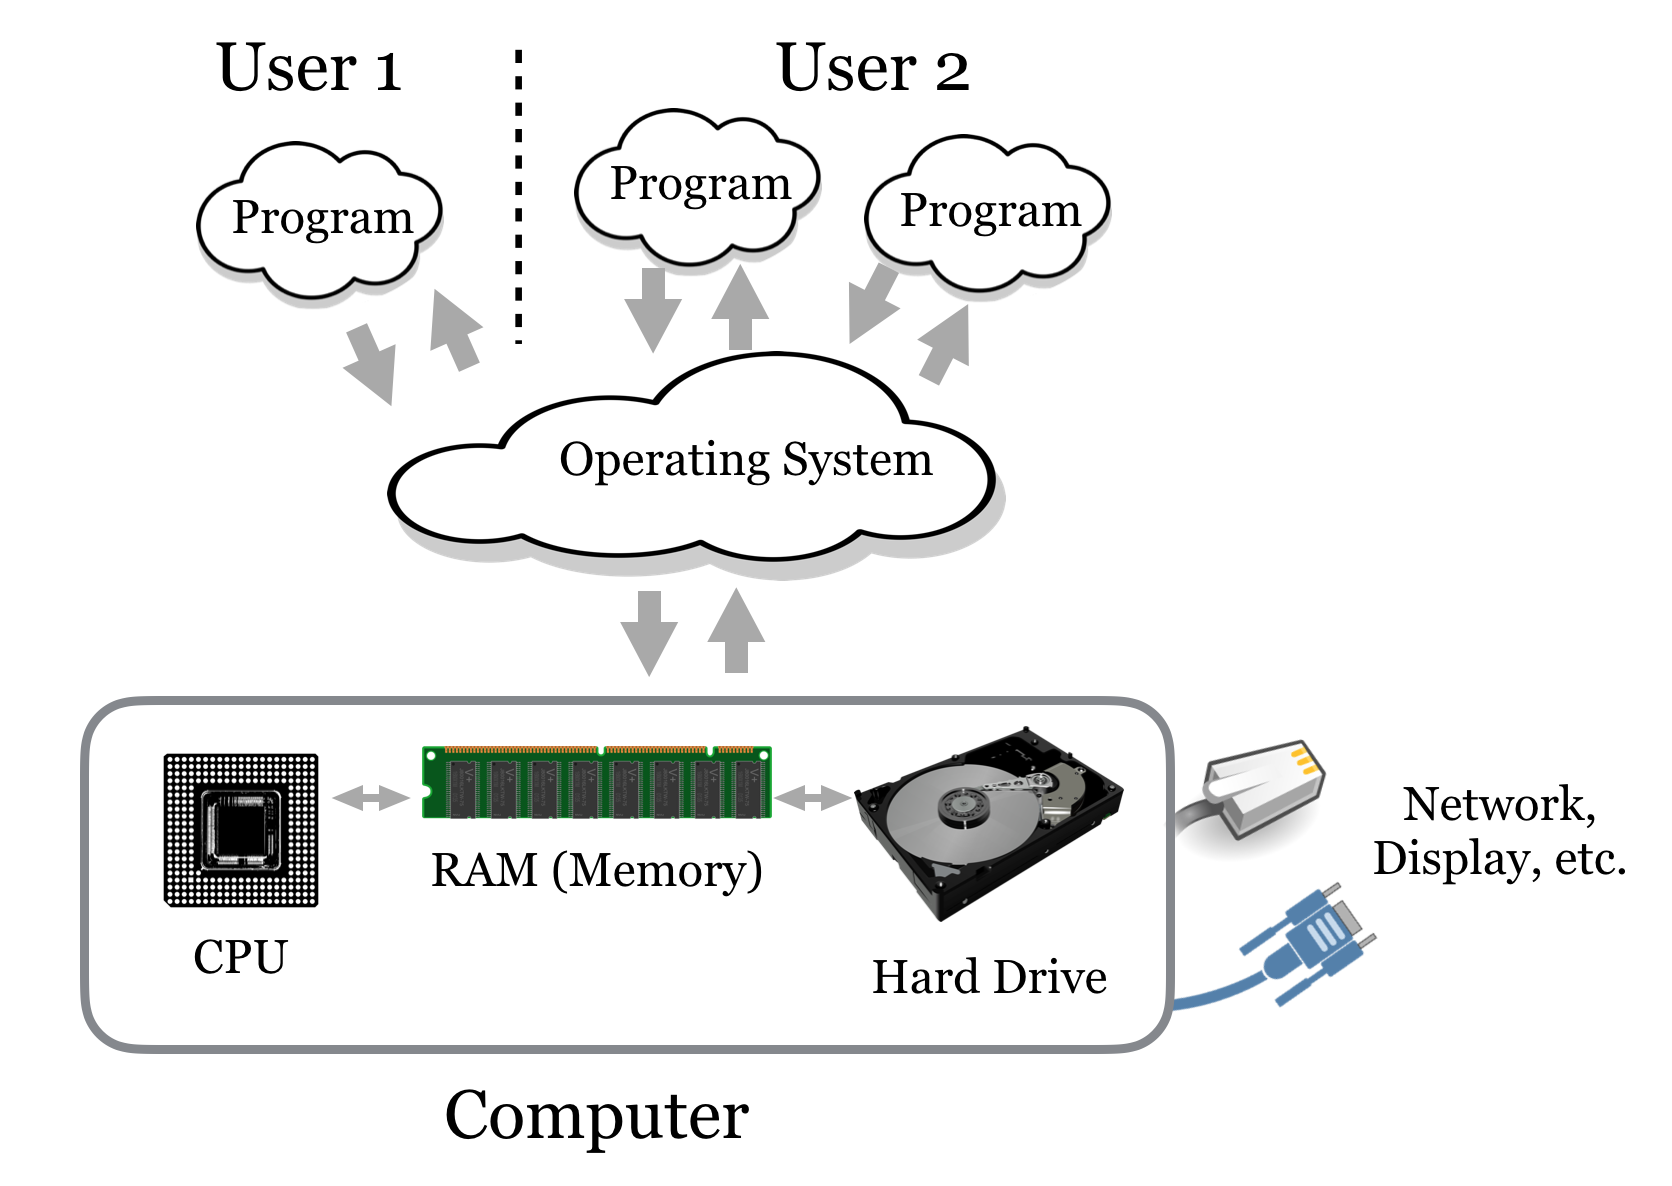 User 1
User 2
Program
Program
Program
Operating System
RAM (Memory)
CPU
Hard Drive
Network,
Display, etc.
Computer